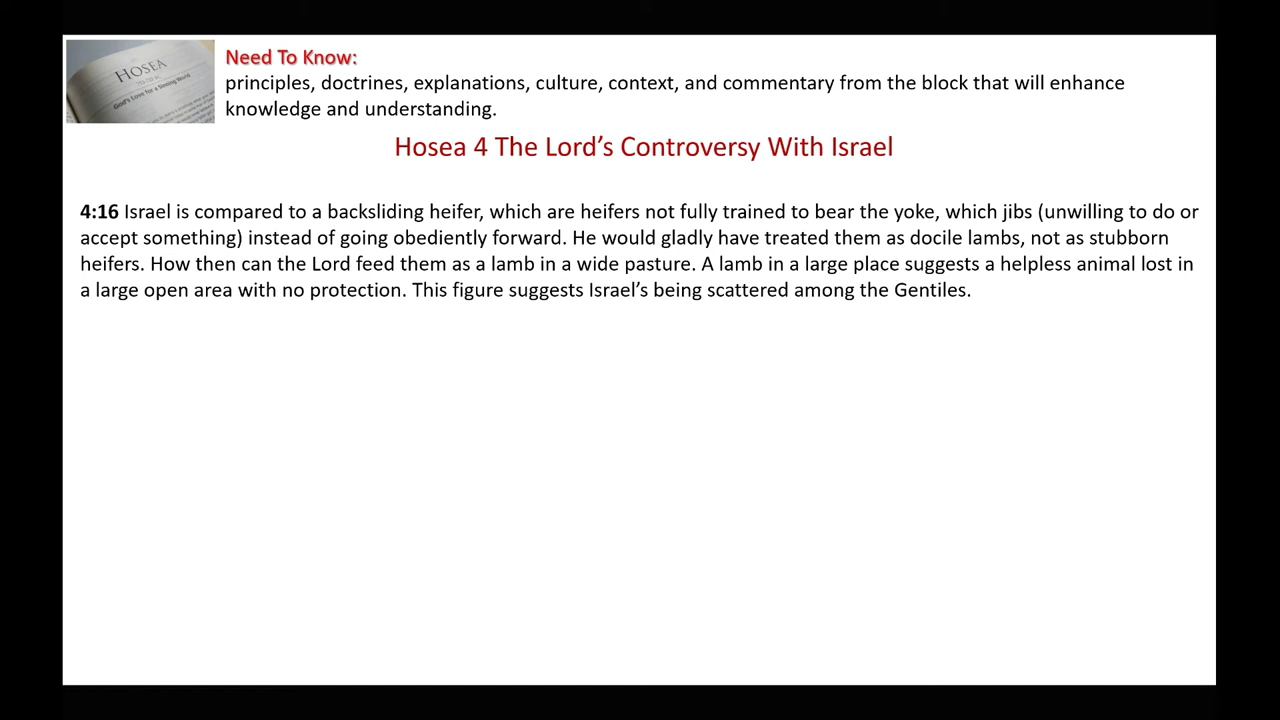 HOSEA
God's Love for a Sinning World
Need To Know:
principles, doctrines, explanations, culture, context, and commentary from the block that will enhance
knowledge and understanding.
Hosea 4 The Lord’s Controversy With Israel
4:16 Israel is compared to a backsliding heifer, which are heifers not fully trained to bear the yoke, which jibs (unwilling to do or
accept something) instead of going obediently forward. He would gladly have treated them as docile lambs, not as stubborn
heifers. How then can the Lord feed them as a lamb in a wide pasture. A lamb in a large place suggests a helpless animal lost in
a large open area with no protection. This figure suggests Israel’s being scattered among the Gentiles.